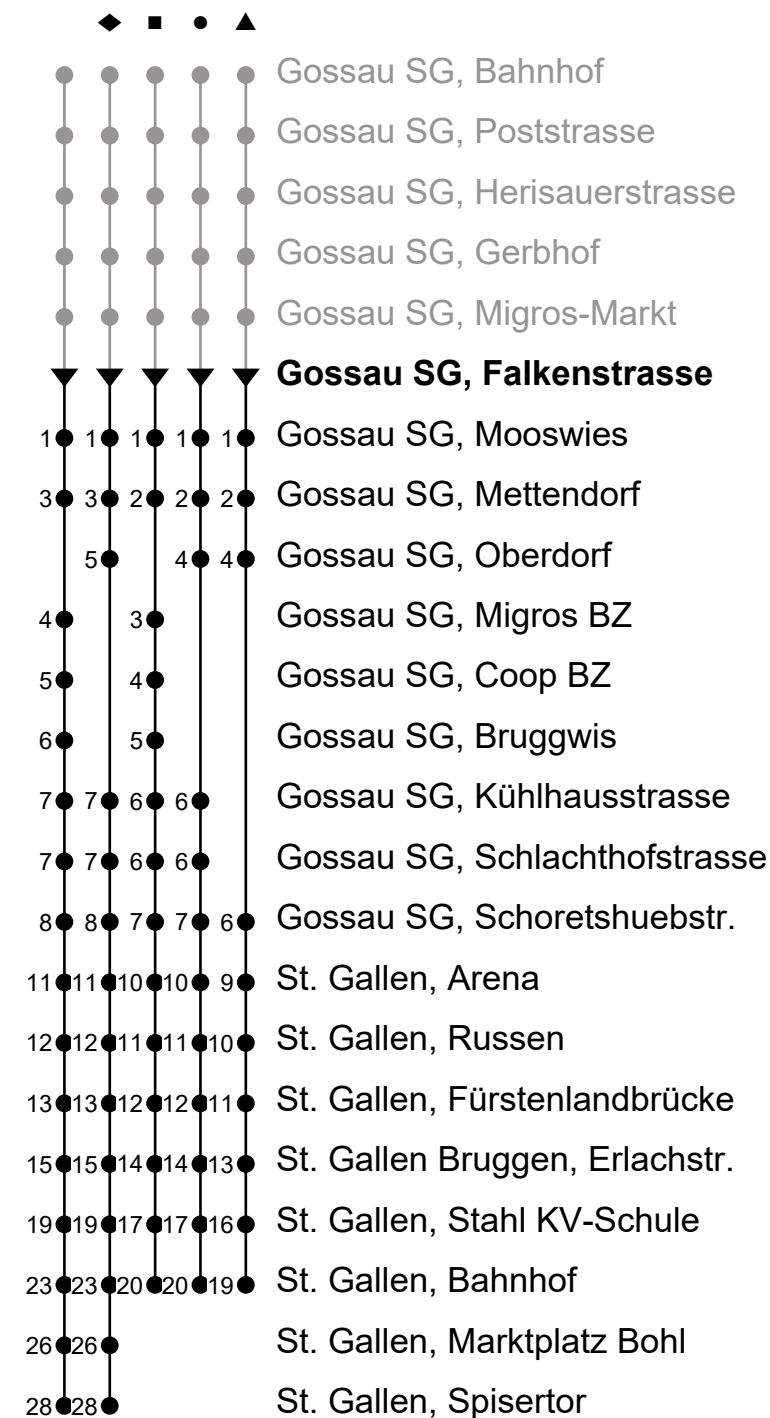 Gossau SG, Bahnhof
Gossau SG, Poststrasse
Gossau SG, Herisauerstrasse
Gossau SG, Gerbhof
Gossau SG, Migros-Markt
Gossau SG, Falkenstrasse
1 1 1 1 1 Gossau SG, Mooswies
3 3 2 2 2 Gossau SG, Mettendorf
5 4 4 Gossau SG, Oberdorf
4 3 Gossau SG, Migros BZ
5 4 Gossau SG, Coop BZ
6 5 Gossau SG, Bruggwis
7 7 6 6 Gossau SG, Kühlhausstrasse
7 7 6 6 Gossau SG, Schlachthofstrasse
8 8 7 7 6 Gossau SG, Schoretshuebstr.
11 11 10 10 9 St. Gallen, Arena
12 12 11 11 10 St. Gallen, Russen
13 13 12 12 11 St. Gallen, Fürstenlandbrücke
15 15 14 14 13 St. Gallen Bruggen, Erlachstr.
19 19 17 17 16 St. Gallen, Stahl KV-Schule
23 23 20 20 19 St. Gallen, Bahnhof
26 26 St. Gallen, Marktplatz Bohl
28 28 St. Gallen, Spisertor